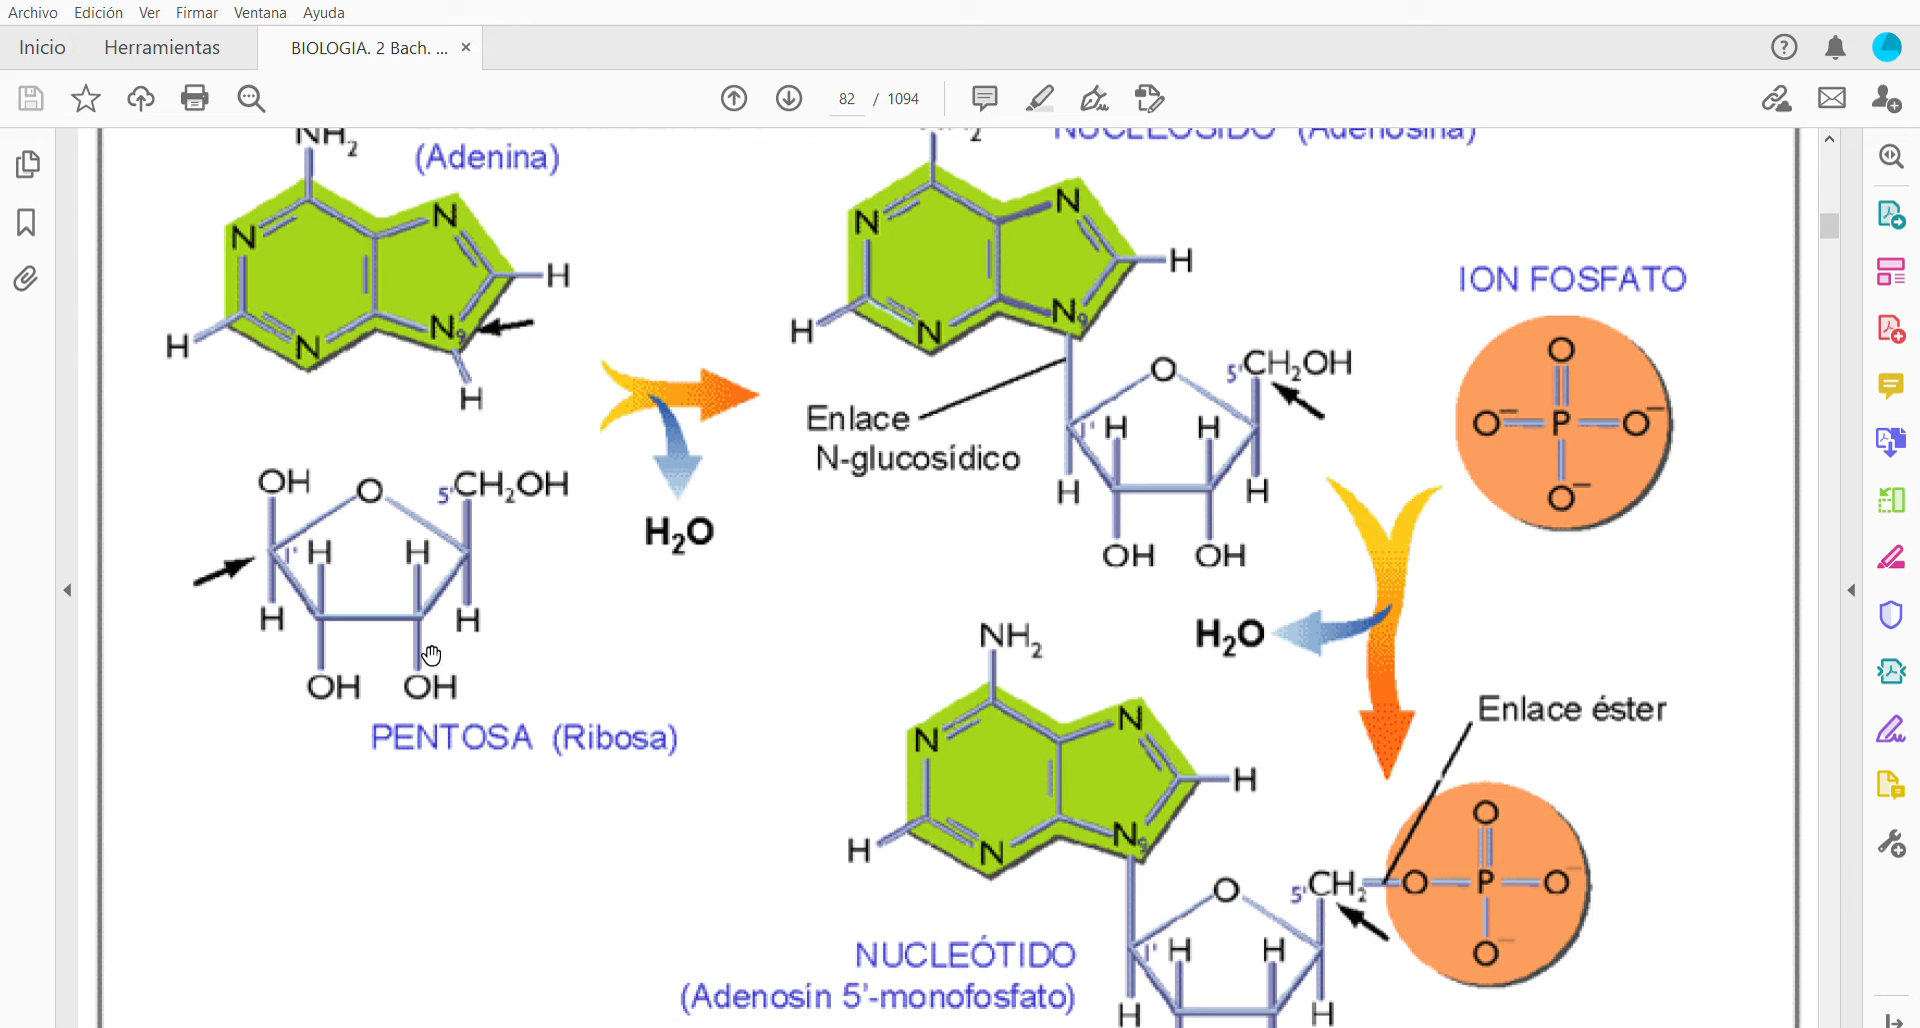 Archivo Edición Ver Firmar Ventana Ayuda
Inicio Herramientas BIOLOGIA. 2 Bach. ... ×
82 / 1094
NH2
(Adenina)
NUCLEÓSIDO (Adenosina)
N N N N9 H H H
N N N N9 H H
ION FOSFATO
O
O⁻ P O⁻
O⁻
Enlace
N-glucosídico
O 5' CH2OH
1' H H
H H
OH OH
H2O
OH O 5' CH2OH
1' H H
H H
OH OH
PENTOSA (Ribosa)
H2O
NH2
N N N N9 H H
Enlace éster
O
5' CH2 O P O⁻
O⁻
O
1' H H
H H
NUCLEÓTIDO
(Adenosín 5'-monofosfato)